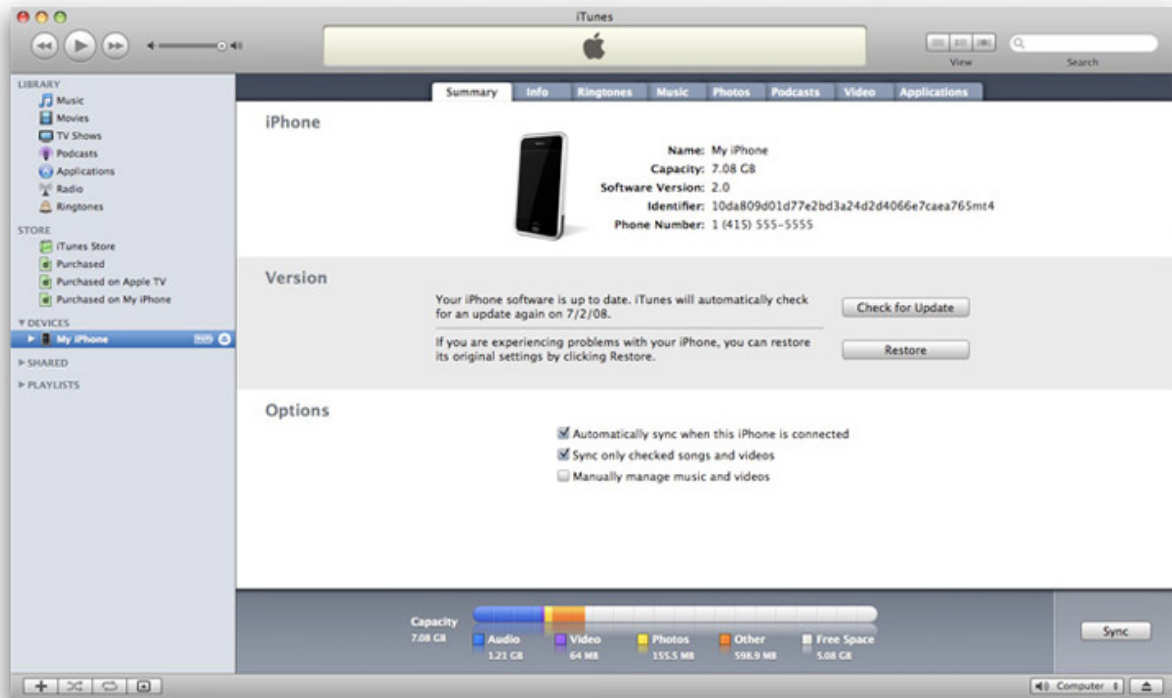 iTunes
View
Search
LIBRARY
Music
Movies
TV Shows
Podcasts
Applications
Radio
Ringtones
STORE
iTunes Store
Purchased
Purchased on Apple TV
Purchased on My iPhone
DEVICES
My iPhone
SHARED
PLAYLISTS
Summary Info Ringtones Music Photos Podcasts Video Applications
iPhone
Name: My iPhone
Capacity: 7.08 GB
Software Version: 2.0
Identifier: 10da809d01d77e2bd3a24d2d4066e7caea765mt4
Phone Number: 1 (415) 555-5555
Version
Your iPhone software is up to date. iTunes will automatically check
for an update again on 7/2/08.
Check for Update
If you are experiencing problems with your iPhone, you can restore
its original settings by clicking Restore.
Restore
Options
Automatically sync when this iPhone is connected
Sync only checked songs and videos
Manually manage music and videos
Capacity
7.08 GB
Audio
1.21 GB
Video
64 MB
Photos
155.5 MB
Other
598.9 MB
Free Space
5.08 GB
Sync
Computer